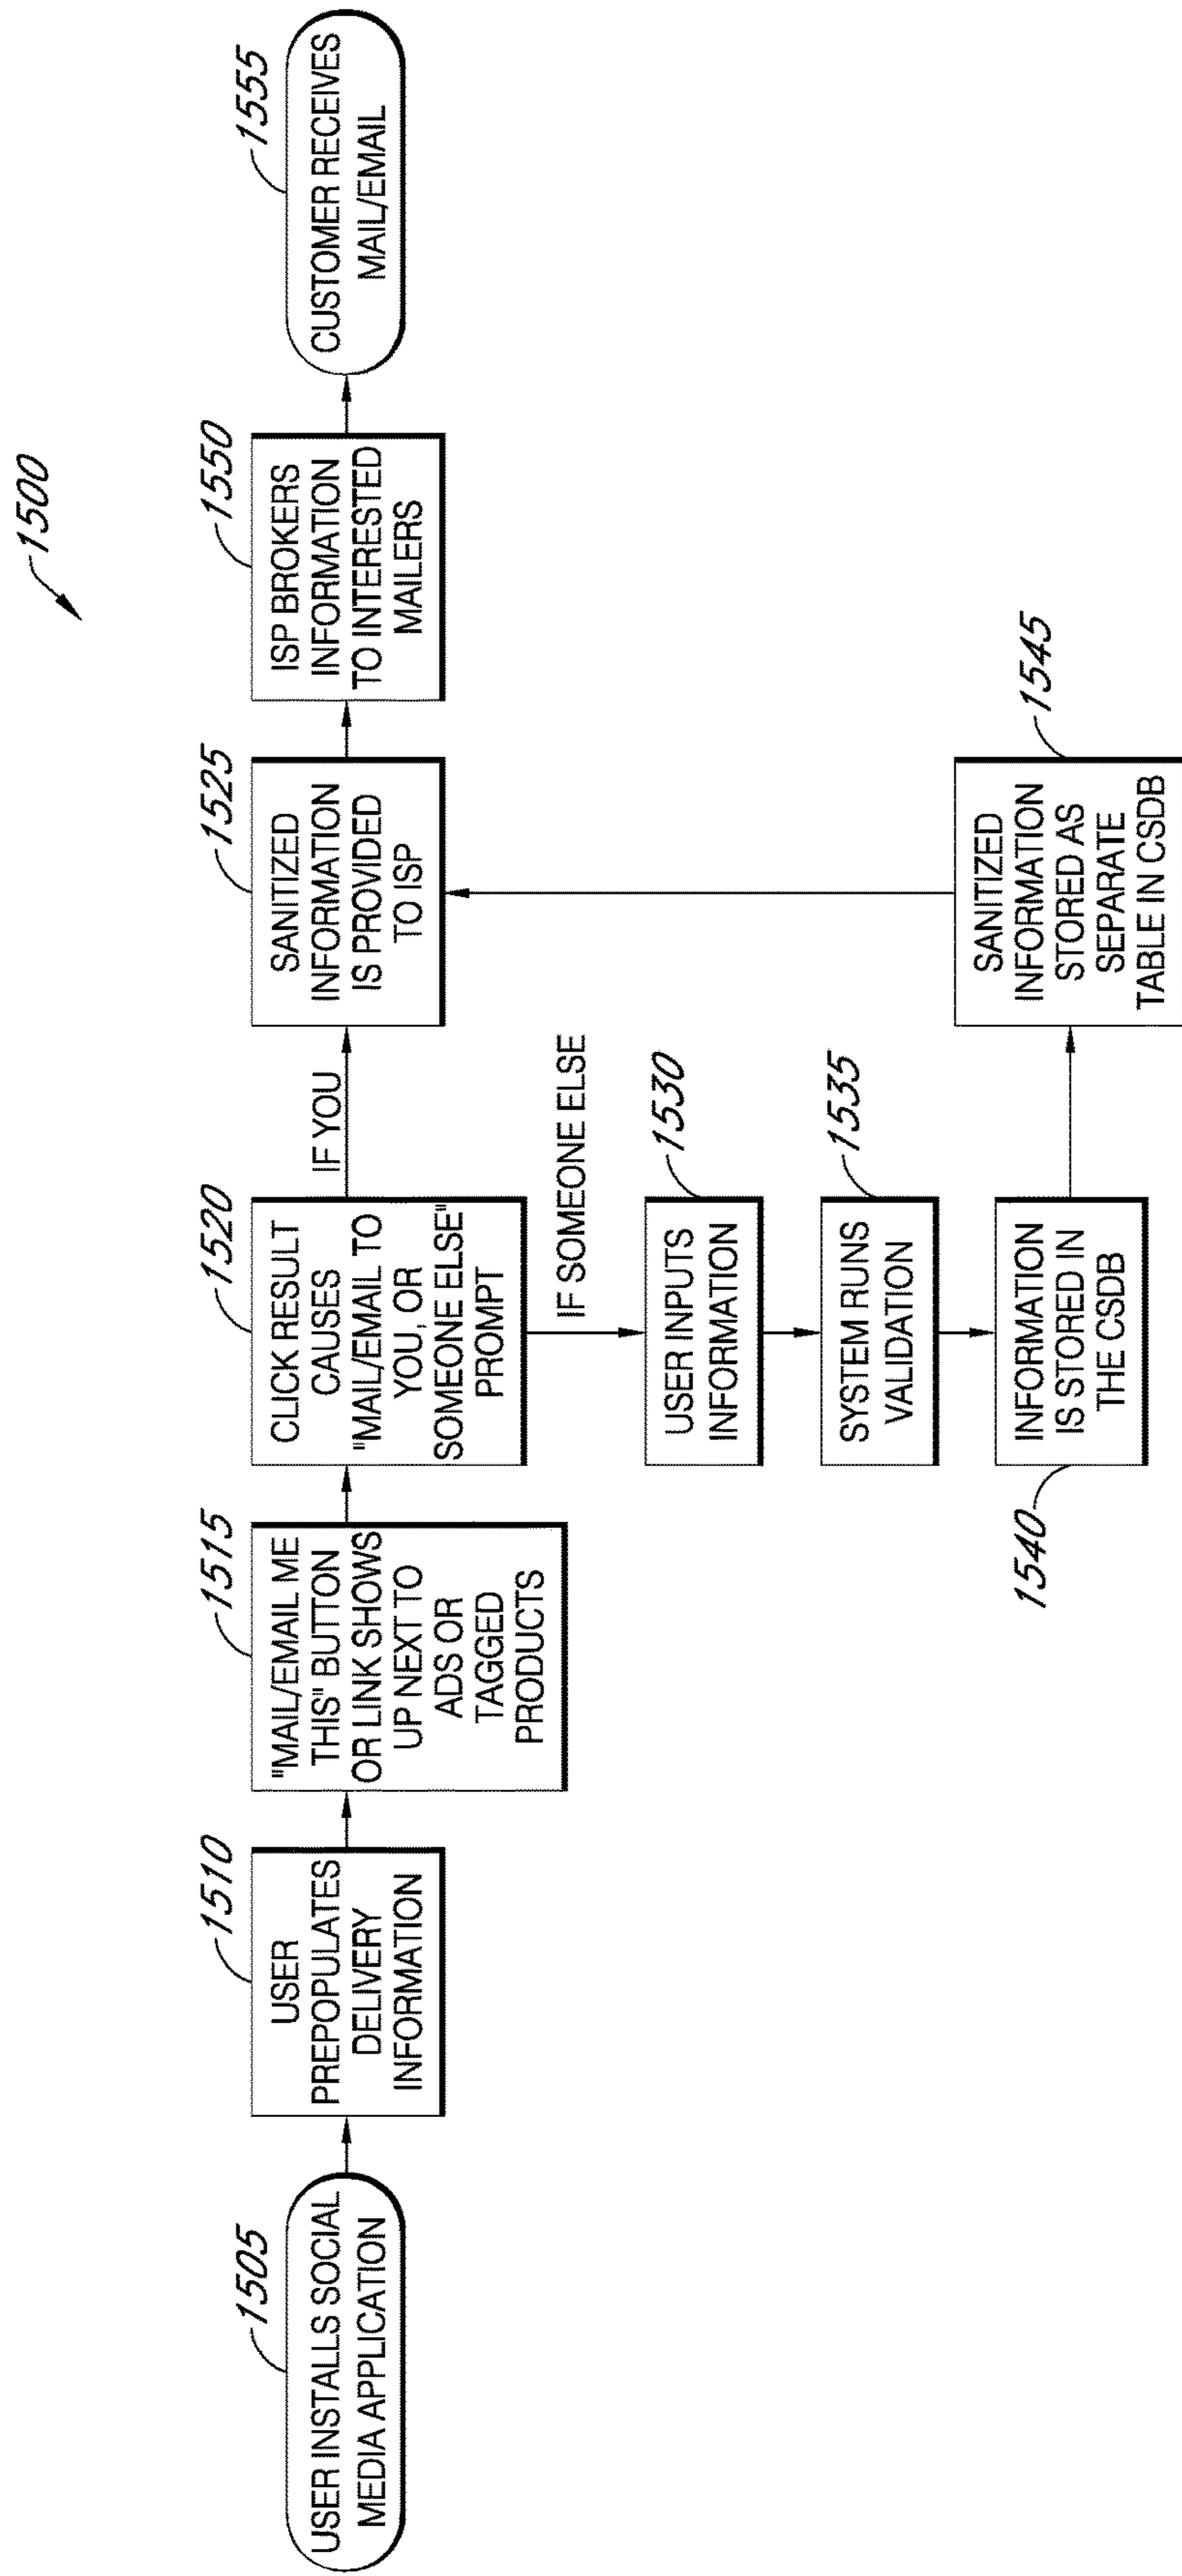 1500
1505
USER INSTALLS SOCIAL
MEDIA APPLICATION
1510
USER
PREPOPULATES
DELIVERY
INFORMATION
1515
"MAIL/EMAIL ME
THIS" BUTTON
OR LINK SHOWS
UP NEXT TO
ADS OR
TAGGED
PRODUCTS
1520
CLICK RESULT
CAUSES
"MAIL/EMAIL TO
YOU, OR
SOMEONE ELSE"
PROMPT
IF YOU
1525
SANITIZED
INFORMATION
IS PROVIDED
TO ISP
1550
ISP BROKERS
INFORMATION
TO INTERESTED
MAILERS
1555
CUSTOMER RECEIVES
MAIL/EMAIL
IF SOMEONE ELSE
1530
USER INPUTS
INFORMATION
1535
SYSTEM RUNS
VALIDATION
1540
INFORMATION
IS STORED IN
THE CSDB
1545
SANITIZED
INFORMATION
STORED AS
SEPARATE
TABLE IN CSDB